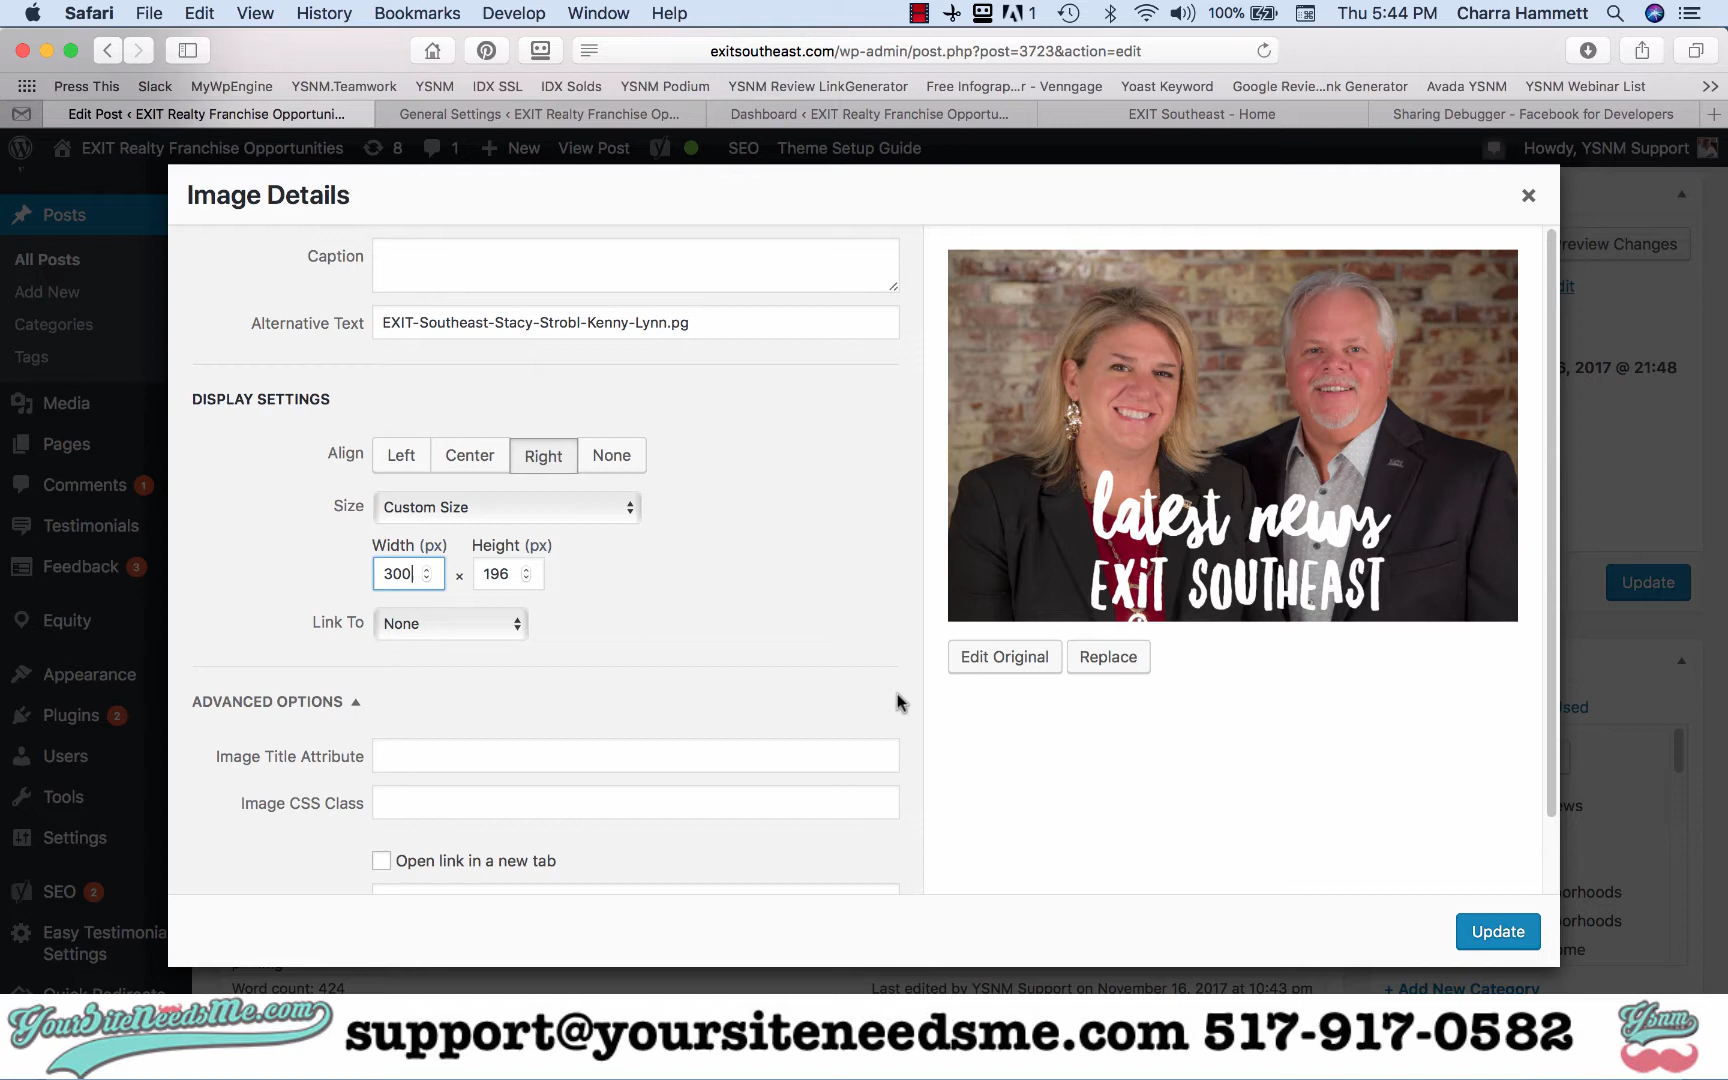 Safari File Edit View History Bookmarks Develop Window Help 1 100% Thu 5:44 PM Charra Hammett
exitsoutheast.com/wp-admin/post.php?post=3723&action=edit
Press This Slack MyWpEngine YSNM.Teamwork YSNM IDX SSL IDX Solds YSNM Podium YSNM Review LinkGenerator Free Infograp...r - Venngage Yoast Keyword Google Revie...nk Generator Avada YSNM YSNM Webinar List
Edit Post ‹ EXIT Realty Franchise Opportuni... General Settings ‹ EXIT Realty Franchise Op... Dashboard ‹ EXIT Realty Franchise Opportu... EXIT Southeast - Home Sharing Debugger - Facebook for Developers
EXIT Realty Franchise Opportunities 8 1 New View Post SEO Theme Setup Guide Howdy, YSNM Support
Posts
All Posts
Add New
Categories
Tags
Media
Pages
Comments 1
Testimonials
Feedback 3
Equity
Appearance
Plugins 2
Users
Tools
Settings
SEO 2
Easy Testimonia
Settings
Image Details
Caption
Alternative Text EXIT-Southeast-Stacy-Strobl-Kenny-Lynn.pg
DISPLAY SETTINGS
Align Left Center Right None
Size Custom Size
Width (px) Height (px)
300 × 196
Link To None
ADVANCED OPTIONS
Image Title Attribute
Image CSS Class
Open link in a new tab
latest news
EXIT SOUTHEAST
Edit Original Replace
Update
review Changes
dit
6, 2017 @ 21:48
Update
sed
ws
orhoods
orhoods
me
Word count: 424 Last edited by YSNM Support on November 16, 2017 at 10:43 pm + Add New Category
YourSiteNeedsMe.com support@yoursiteneedsme.com 517-917-0582 Ysnm